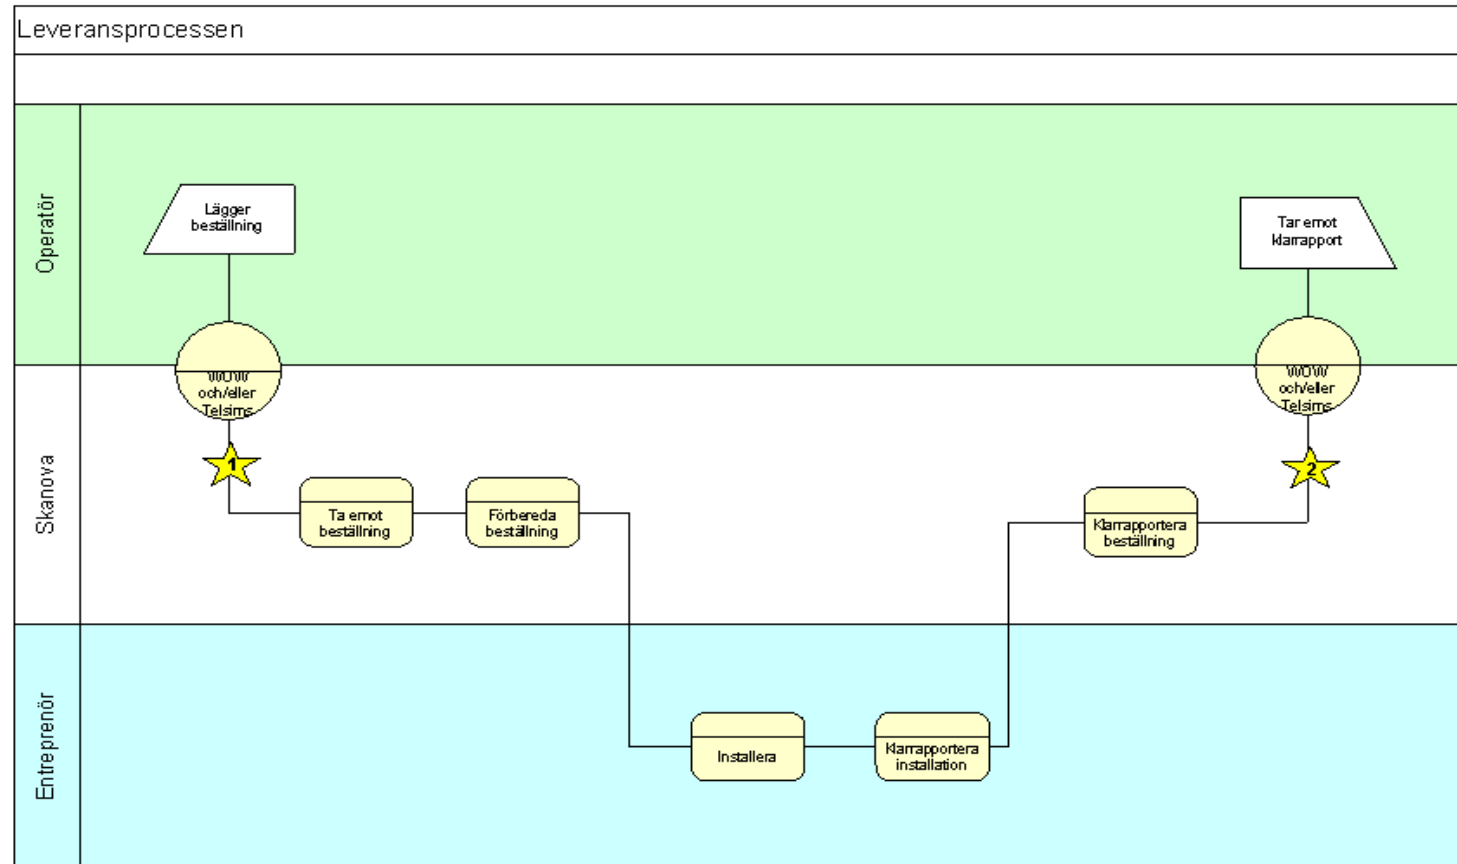 Leveransprocessen
Operatör
Lägger
beställning
Tar emot
klarrapport
WOW
och/eller
Telsims
WOW
och/eller
Telsims
Skanova
1
2
Ta emot
beställning
Förbereda
beställning
Klarrapportera
beställning
Entreprenör
Installera
Klarrapportera
installation